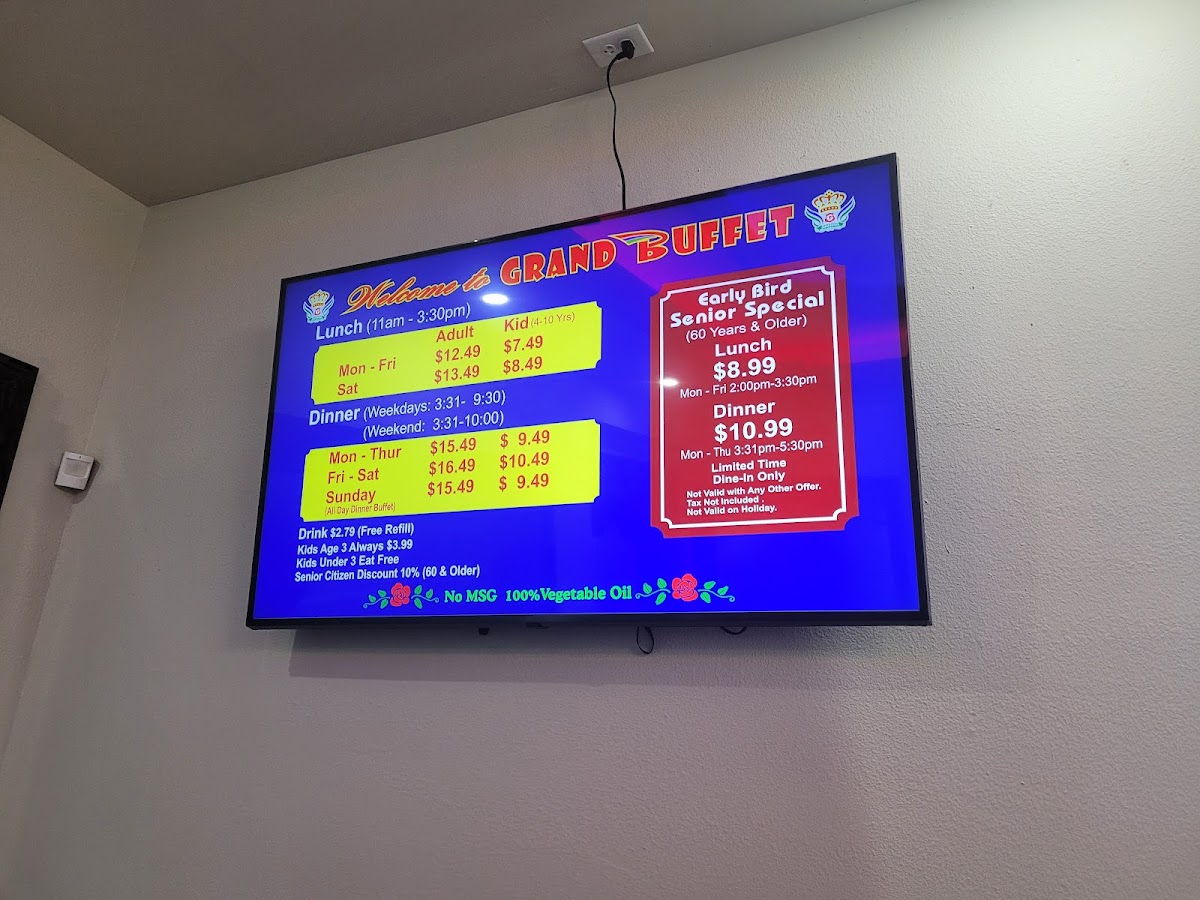 Welcome to GRAND BUFFET
Lunch (11am - 3:30pm)
Adult Kid (4-10 Yrs)
Mon - Fri $12.49 $7.49
Sat $13.49 $8.49
Dinner (Weekdays: 3:31- 9:30)
(Weekend: 3:31-10:00)
Mon - Thur $15.49 $ 9.49
Fri - Sat $16.49 $10.49
Sunday $15.49 $ 9.49
(All Day Dinner Buffet)
Drink $2.79 (Free Refill)
Kids Age 3 Always $3.99
Kids Under 3 Eat Free
Senior Citizen Discount 10% (60 & Older)
No MSG 100%Vegetable Oil
Early Bird
Senior Special
(60 Years & Older)
Lunch
$8.99
Mon - Fri 2:00pm-3:30pm
Dinner
$10.99
Mon - Thu 3:31pm-5:30pm
Limited Time
Dine-In Only
Not Valid with Any Other Offer.
Tax Not Included .
Not Valid on Holiday.